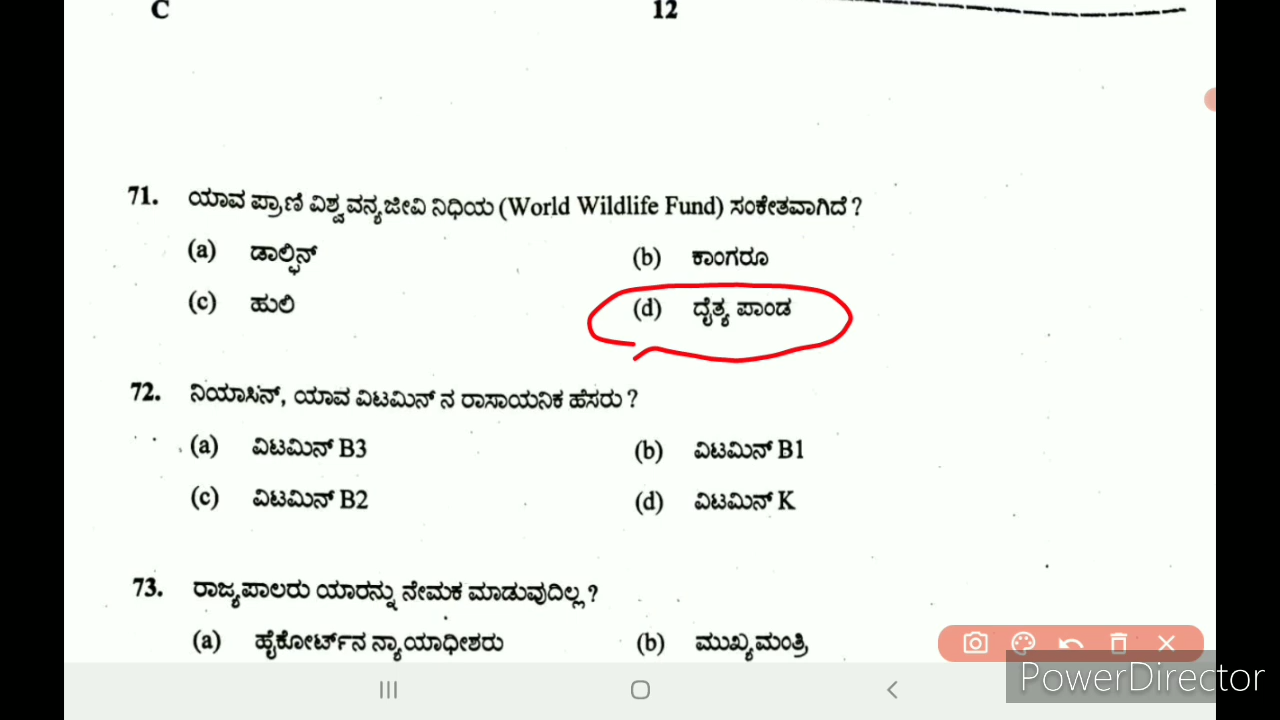 C 12
71. ಯಾವ ಪ್ರಾಣಿ ವಿಶ್ವ ವನ್ಯಜೀವಿ ನಿಧಿಯ (World Wildlife Fund) ಸಂಕೇತವಾಗಿದೆ ?
(a) ಡಾಲ್ಫಿನ್ (b) ಕಾಂಗರೂ
(c) ಹುಲಿ (d) ದೈತ್ಯ ಪಾಂಡ
72. ನಿಯಾಸಿನ್, ಯಾವ ವಿಟಮಿನ್ ನ ರಾಸಾಯನಿಕ ಹೆಸರು ?
(a) ವಿಟಮಿನ್ B3 (b) ವಿಟಮಿನ್ B1
(c) ವಿಟಮಿನ್ B2 (d) ವಿಟಮಿನ್ K
73. ರಾಜ್ಯಪಾಲರು ಯಾರನ್ನು ನೇಮಕ ಮಾಡುವುದಿಲ್ಲ ?
(a) ಹೈಕೋರ್ಟ್‌ನ ನ್ಯಾಯಾಧೀಶರು (b) ಮುಖ್ಯಮಂತ್ರಿ
PowerDirector